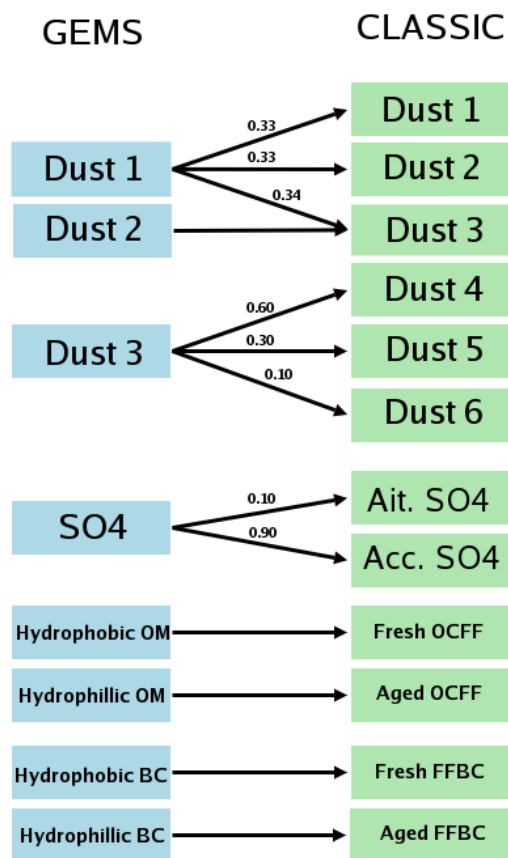 GEMS
CLASSIC
Dust 1
0.33
0.33
0.34
Dust 1
Dust 2
Dust 2
Dust 3
Dust 3
0.60
0.30
0.10
Dust 4
Dust 5
Dust 6
SO4
0.10
0.90
Ait. SO4
Acc. SO4
Hydrophobic OM
Fresh OCFF
Hydrophillic OM
Aged OCFF
Hydrophobic BC
Fresh FFBC
Hydrophillic BC
Aged FFBC